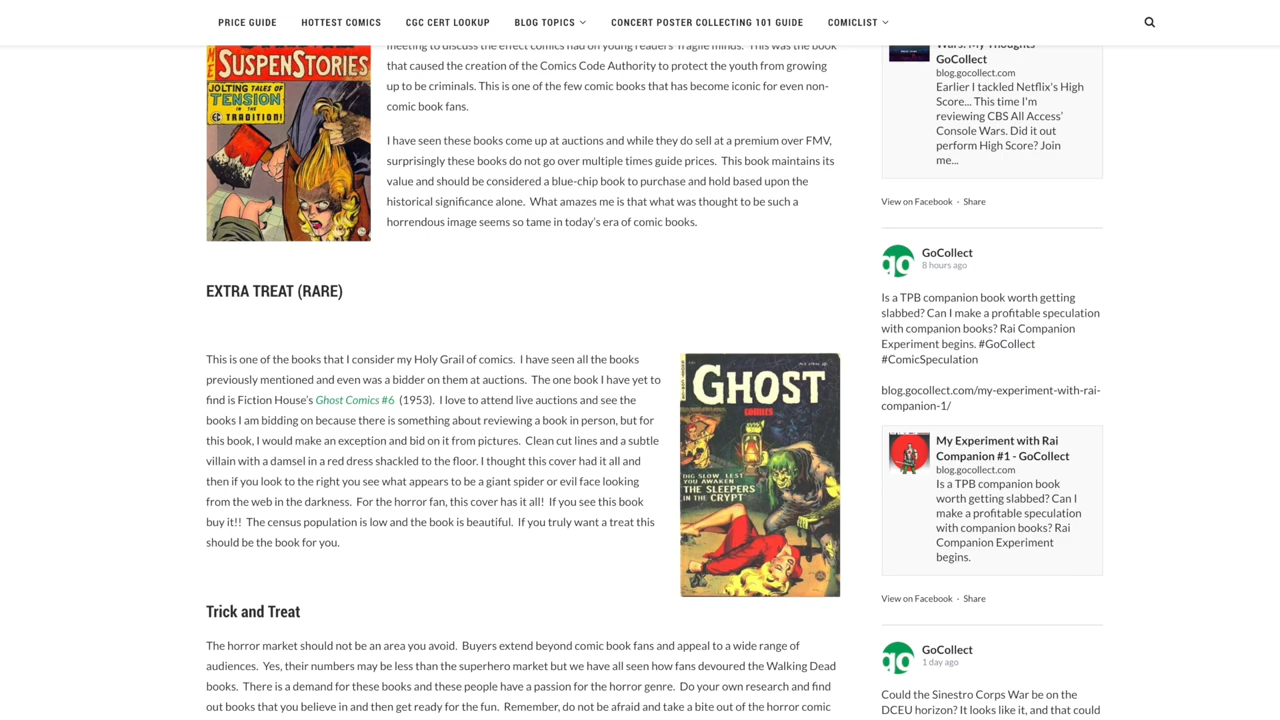 PRICE GUIDE
HOTTEST COMICS
CGC CERT LOOKUP
BLOG TOPICS
CONCERT POSTER COLLECTING 101 GUIDE
COMICLIST
SUSPENSTORIES
JOLTING TALES OF
TENSION
IN THE
EC TRADITION!
meeting to discuss the effect comics had on young readers' fragile minds. This was the book
that caused the creation of the Comics Code Authority to protect the youth from growing
up to be criminals. This is one of the few comic books that has become iconic for even non-
comic book fans.
I have seen these books come up at auctions and while they do sell at a premium over FMV,
surprisingly these books do not go over multiple times guide prices. This book maintains its
value and should be considered a blue-chip book to purchase and hold based upon the
historical significance alone. What amazes me is that what was thought to be such a
horrendous image seems so tame in today's era of comic books.
EXTRA TREAT (RARE)
This is one of the books that I consider my Holy Grail of comics. I have seen all the books
previously mentioned and even was a bidder on them at auctions. The one book I have yet to
find is Fiction House's Ghost Comics #6 (1953). I love to attend live auctions and see the
books I am bidding on because there is something about reviewing a book in person, but for
this book, I would make an exception and bid on it from pictures. Clean cut lines and a subtle
villain with a damsel in a red dress shackled to the floor. I thought this cover had it all and
then if you look to the right you see what appears to be a giant spider or evil face looking
from the web in the darkness. For the horror fan, this cover has it all! If you see this book
buy it!! The census population is low and the book is beautiful. If you truly want a treat this
should be the book for you.
GHOST
COMICS
DIG SLOW, LEST
YOU AWAKEN
THE SLEEPERS
IN THE CRYPT
Trick and Treat
The horror market should not be an area you avoid. Buyers extend beyond comic book fans and appeal to a wide range of
audiences. Yes, their numbers may be less than the superhero market but we have all seen how fans devoured the Walking Dead
books. There is a demand for these books and these people have a passion for the horror genre. Do your own research and find
out books that you believe in and then get ready for the fun. Remember, do not be afraid and take a bite out of the horror comic
Wars: My Thoughts
GoCollect
blog.gocollect.com
Earlier I tackled Netflix's High
Score... This time I'm
reviewing CBS All Access'
Console Wars. Did it out
perform High Score? Join
me...
View on Facebook · Share
go
GoCollect
8 hours ago
Is a TPB companion book worth getting
slabbed? Can I make a profitable speculation
with companion books? Rai Companion
Experiment begins. #GoCollect
#ComicSpeculation
blog.gocollect.com/my-experiment-with-rai-
companion-1/
My Experiment with Rai
Companion #1 - GoCollect
blog.gocollect.com
Is a TPB companion book
worth getting slabbed? Can I
make a profitable speculation
with companion books? Rai
Companion Experiment
begins.
View on Facebook · Share
go
GoCollect
1 day ago
Could the Sinestro Corps War be on the
DCEU horizon? It looks like it, and that could